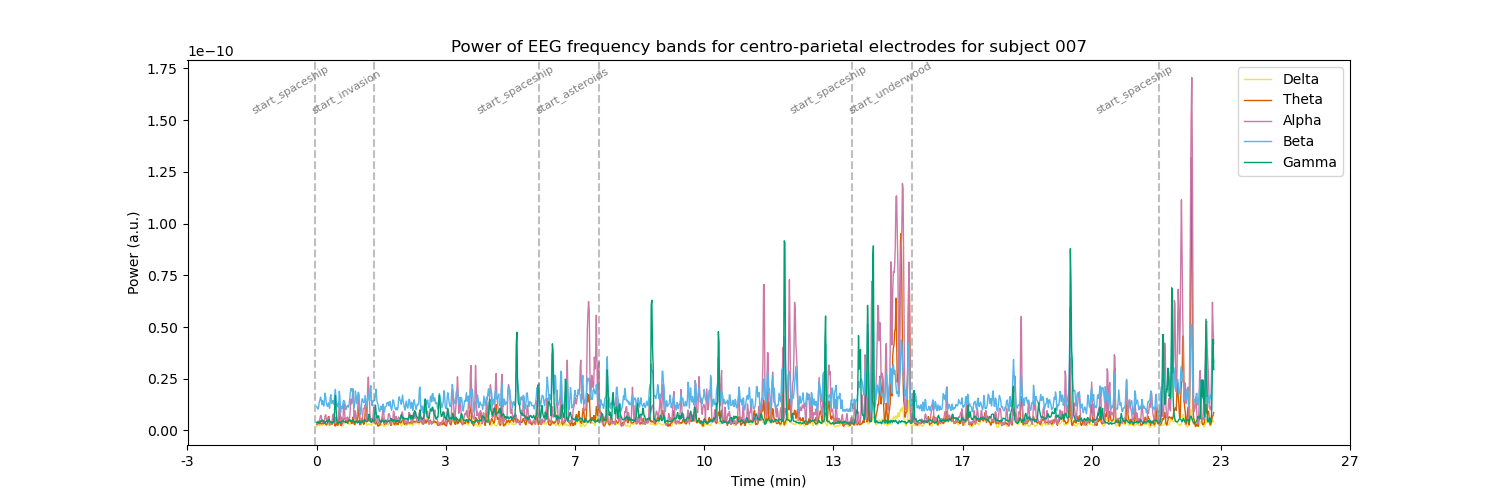 Power of EEG frequency bands for centro-parietal electrodes for subject 007
1e−10
1.75
1.50
1.25
1.00
0.75
0.50
0.25
0.00
Power (a.u.)
start_spaceship
start_invasion
start_spaceship
start_asteroids
start_spaceship
start_underwood
start_spaceship
Delta
Theta
Alpha
Beta
Gamma
-3
0
3
7
10
13
17
20
23
27
Time (min)